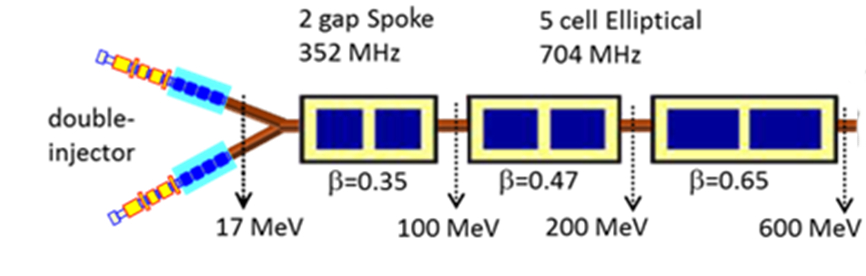 2 gap Spoke
352 MHz
5 cell Elliptical
704 MHz
double-
injector
β=0.35
β=0.47
β=0.65
17 MeV
100 MeV
200 MeV
600 MeV